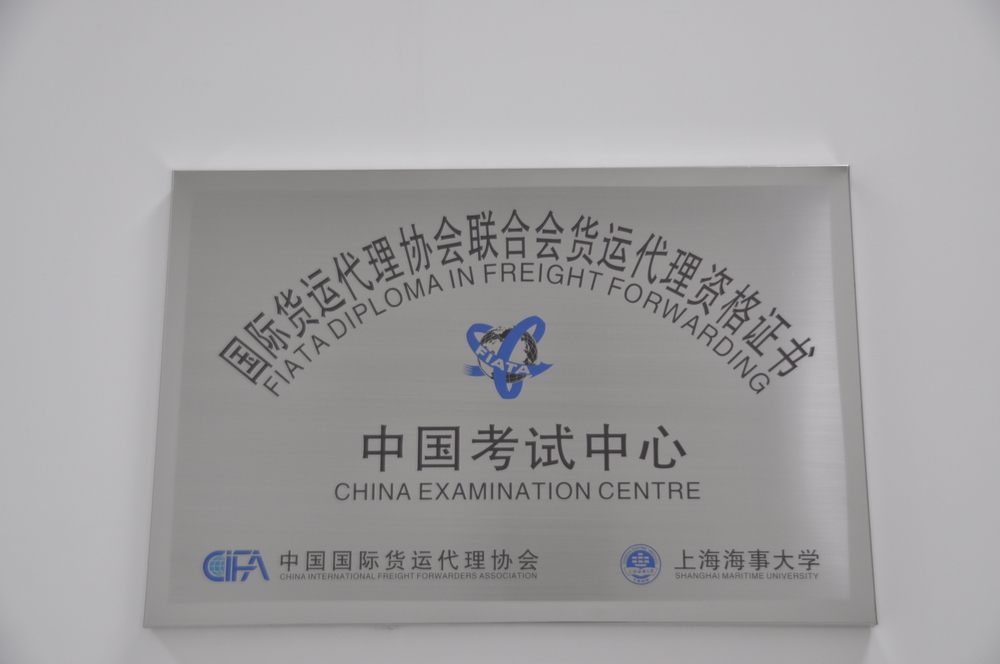 国际货运代理协会联合会货运代理资格证书
FIATA DIPLOMA IN FREIGHT FORWARDING
FIATA
中国考试中心
CHINA EXAMINATION CENTRE
CIFA 中国国际货运代理协会
CHINA INTERNATIONAL FREIGHT FORWARDERS ASSOCIATION
上海海事大学
SHANGHAI MARITIME UNIVERSITY